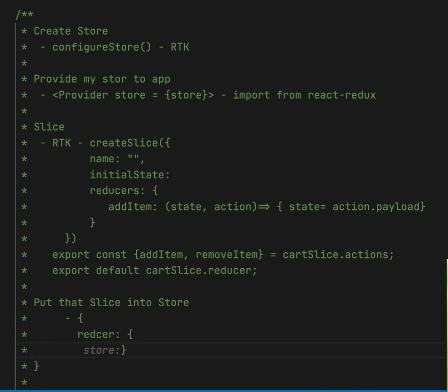 /**
 * Create Store
 *  - configureStore() - RTK
 *
 * Provide my stor to app
 *  - <Provider store = {store}> - import from react-redux
 *
 * Slice
 *  - RTK - createSlice({
 *          name: "",
 *          initialState:
 *          reducers: {
 *             addItem: (state, action)=> { state= action.payload}
 *          }
 *      })
 *    export const {addItem, removeItem} = cartSlice.actions;
 *    export default cartSlice.reducer;
 *
 * Put that Slice into Store
 *      - {
 *        redcer: {
 *         store:}
 * }
 *